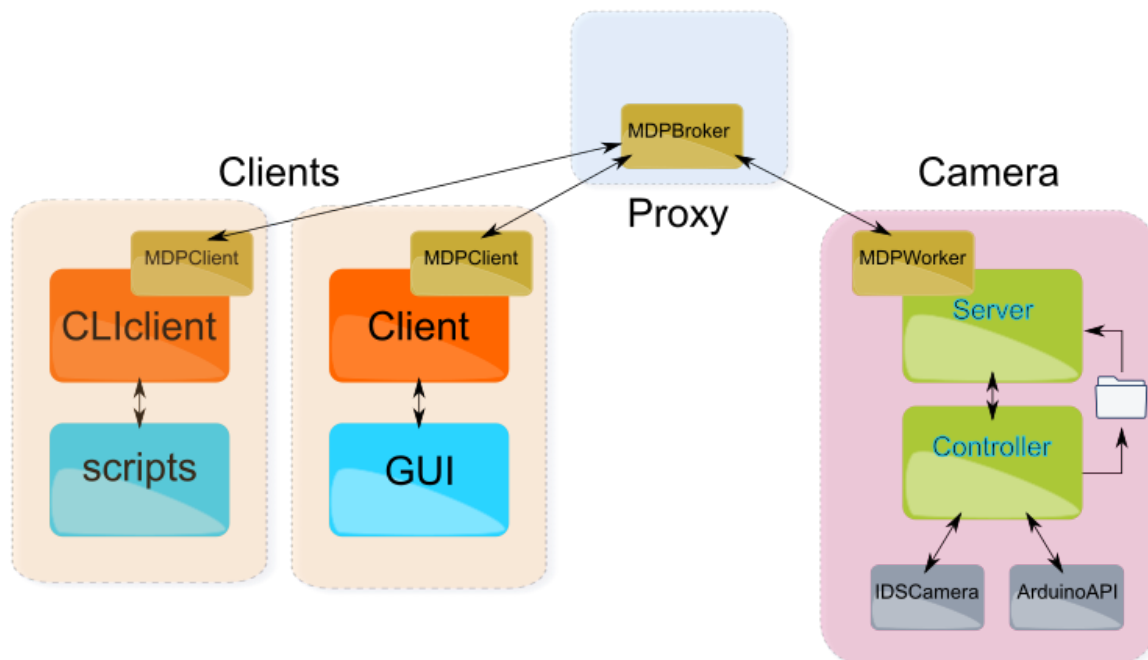 MDPBroker
Clients
Proxy
Camera
MDPClient
CLIclient
scripts
MDPClient
Client
GUI
MDPWorker
Server
Controller
IDSCamera
ArduinoAPI